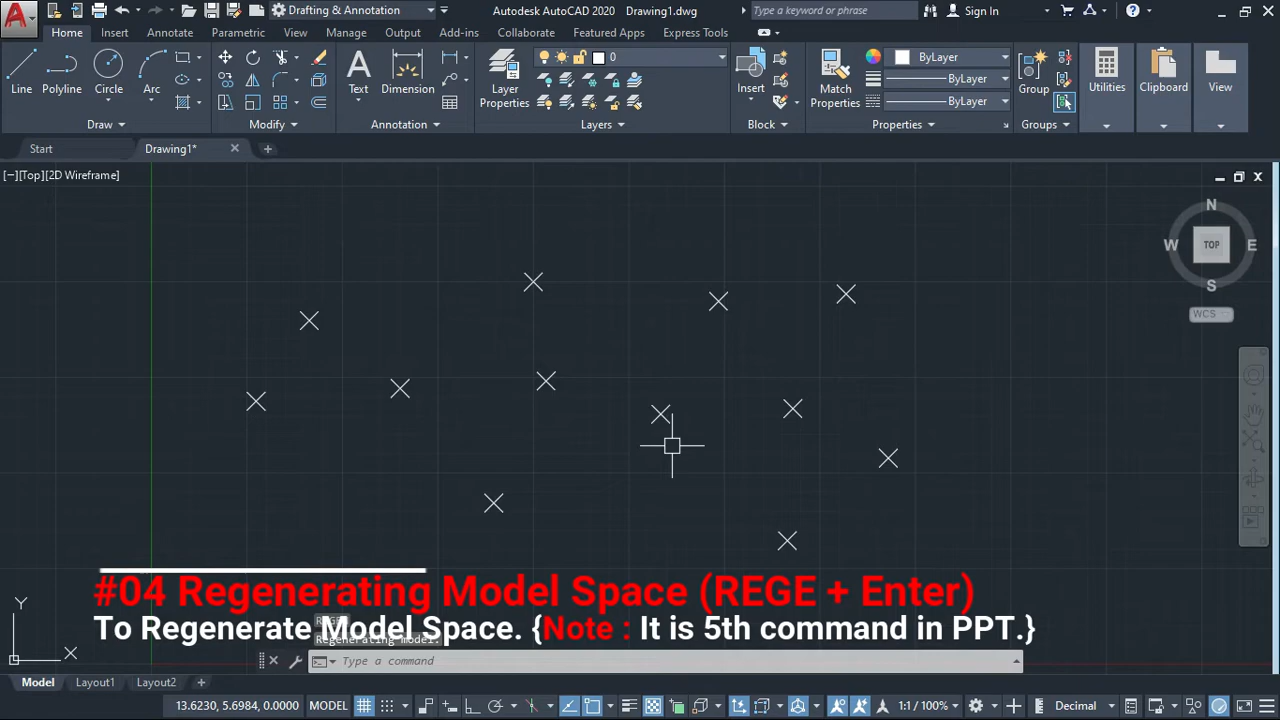 A
Drafting & Annotation
Autodesk AutoCAD 2020 Drawing1.dwg
Type a keyword or phrase
Sign In
Home Insert Annotate Parametric View Manage Output Add-ins Collaborate Featured Apps Express Tools
Line Polyline Circle Arc
Text Dimension
Layer Properties
0
Insert
Match Properties
ByLayer
ByLayer
ByLayer
Group
Utilities Clipboard View
Draw Modify Annotation Layers Block Properties Groups
Start Drawing1*
[−][Top][2D Wireframe]
N
W TOP E
S
WCS
#04 Regenerating Model Space (REGE + Enter)
To Regenerate Model Space. {Note : It is 5th command in PPT.}
Regenerating model.
Y
X
Type a command
Model Layout1 Layout2
13.6230, 5.6984, 0.0000 MODEL 1:1 / 100% Decimal